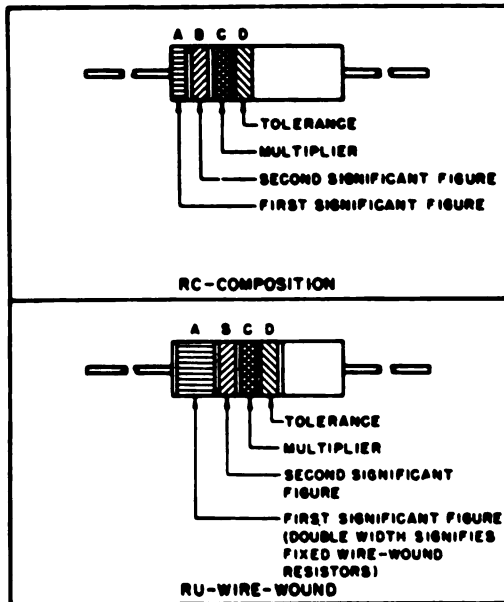 A B C D
TOLERANCE
MULTIPLIER
SECOND SIGNIFICANT FIGURE
FIRST SIGNIFICANT FIGURE
RC-COMPOSITION
A S C D
TOLERANCE
MULTIPLIER
SECOND SIGNIFICANT
FIGURE
FIRST SIGNIFICANT FIGURE
(DOUBLE WIDTH SIGNIFIES
FIXED WIRE-WOUND
RESISTORS)
RU-WIRE-WOUND